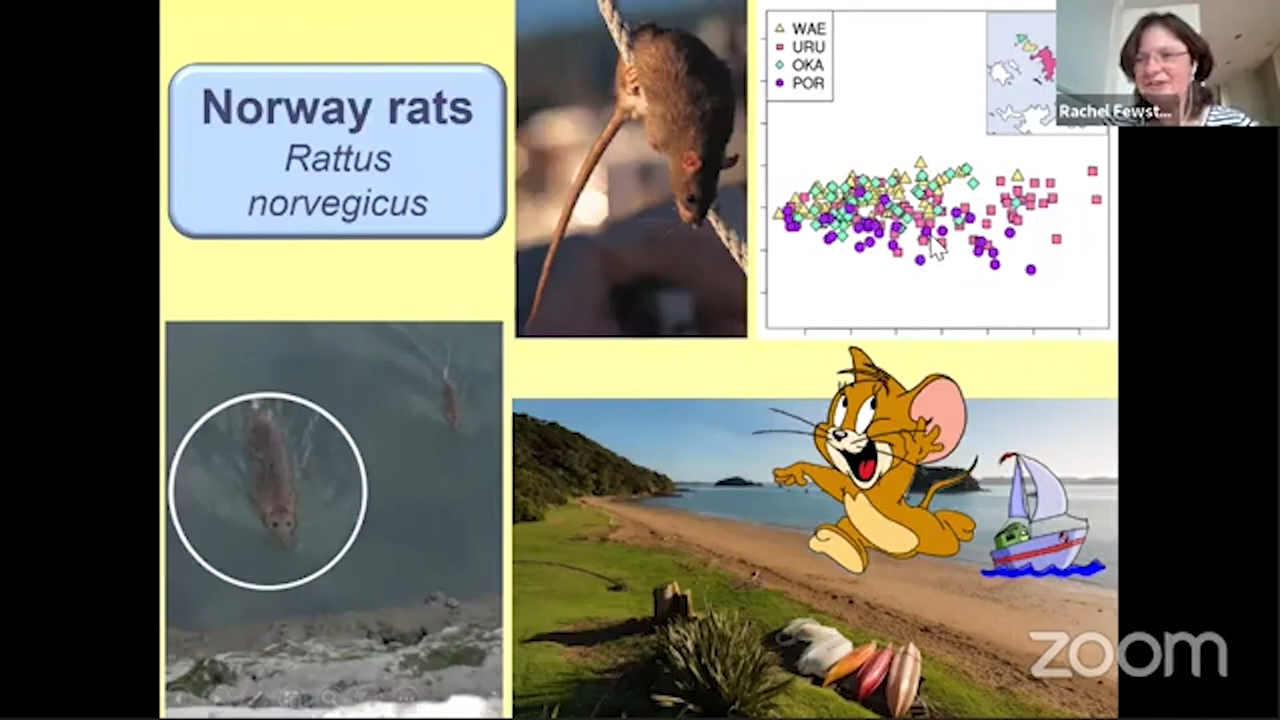 Norway rats
Rattus
norvegicus
WAE
URU
OKA
POR
Rachel Fewst...
zoom